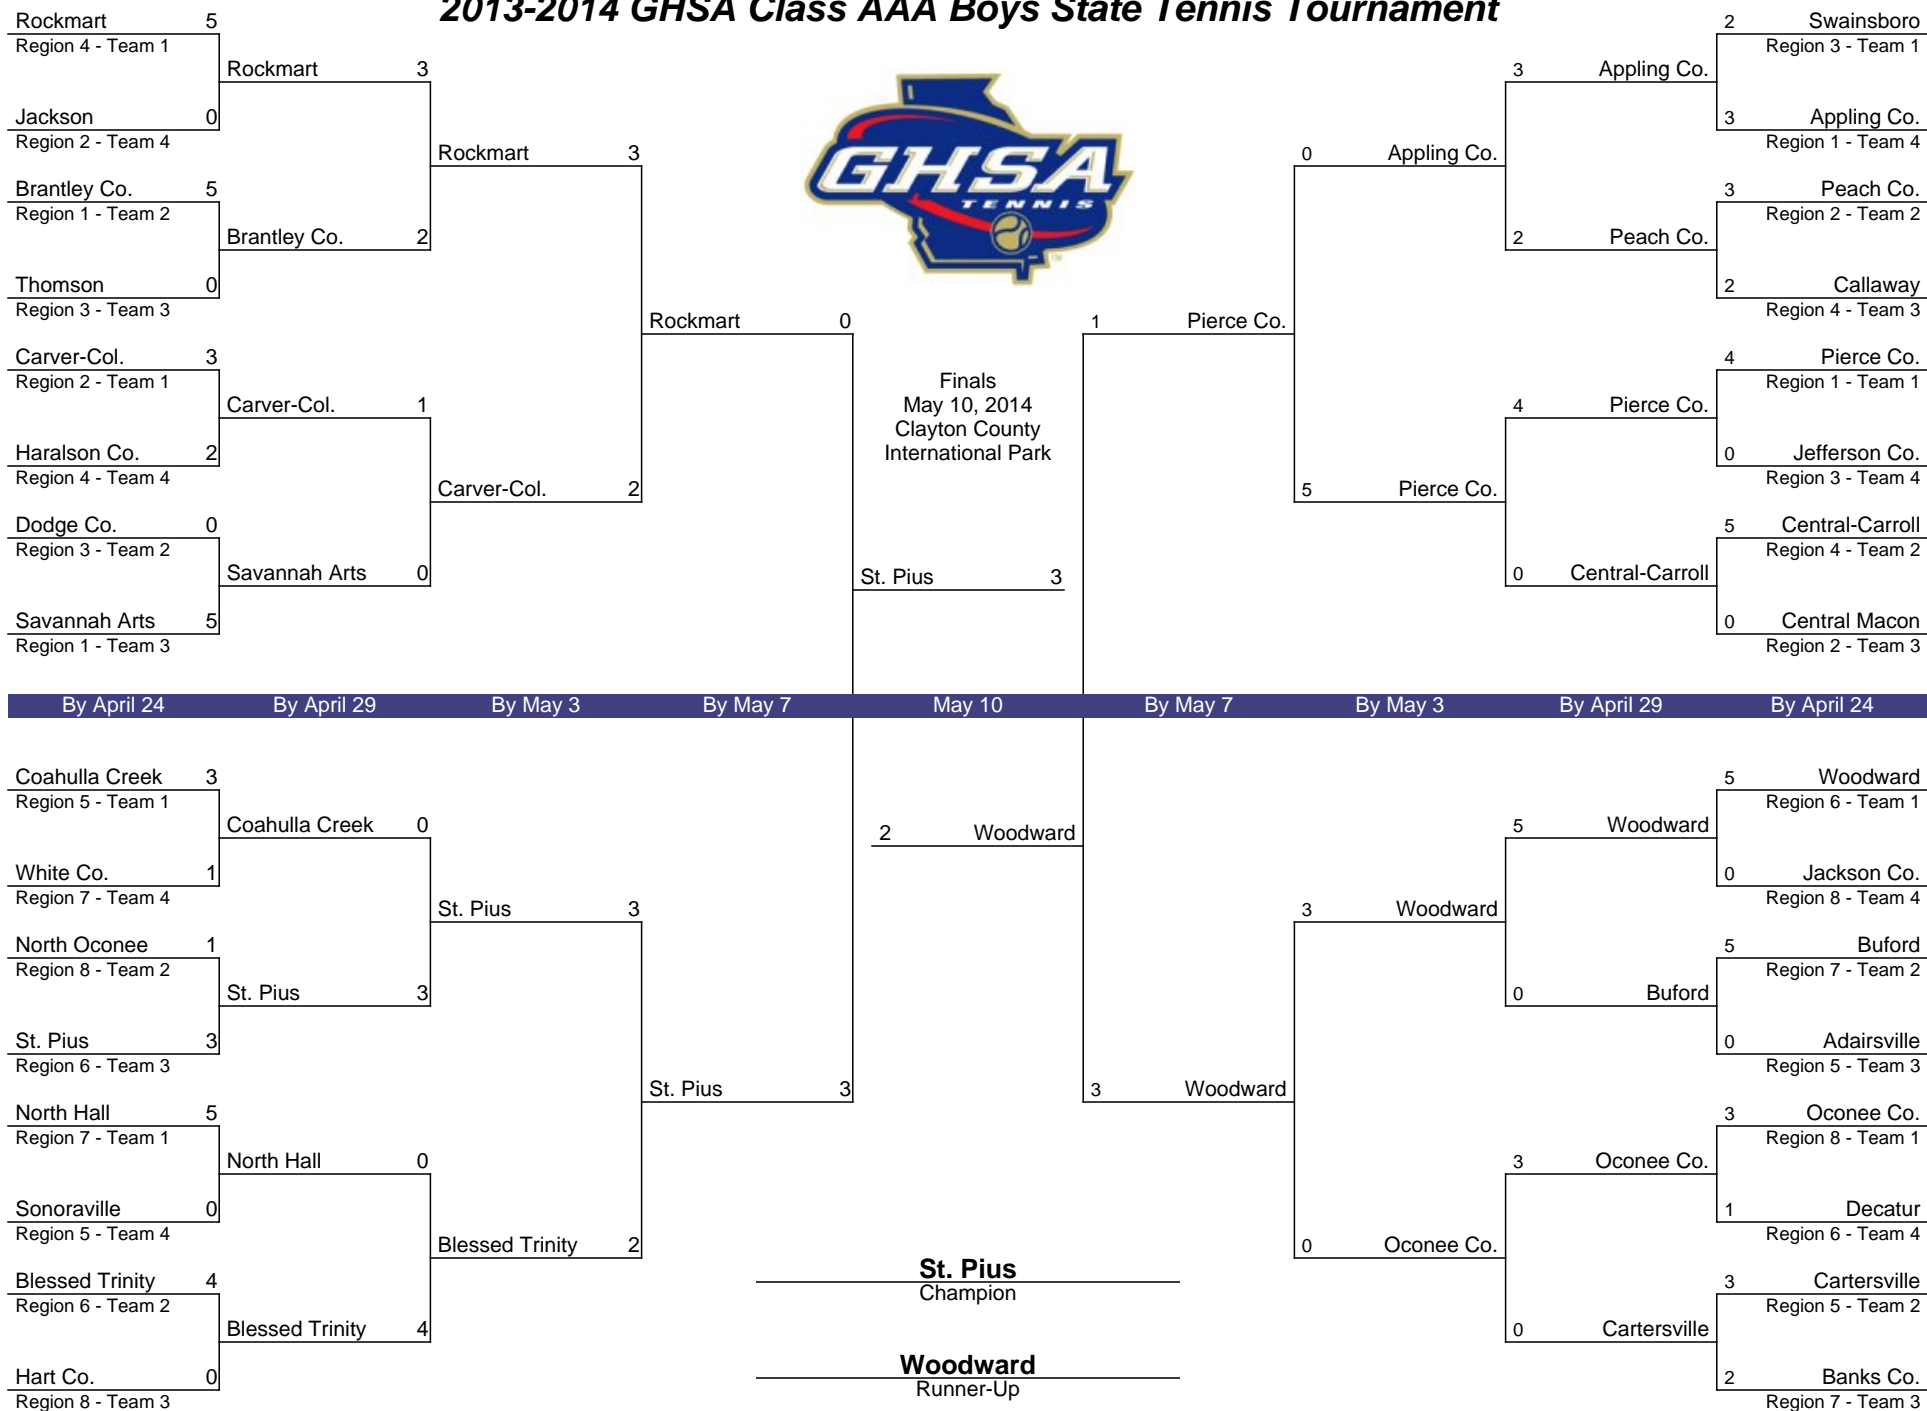 2013-2014 GHSA Class AAA Boys State Tennis Tournament
Rockmart 5
Region 4 - Team 1
Rockmart 3
Jackson 0
Region 2 - Team 4
Rockmart 3
Brantley Co. 5
Region 1 - Team 2
Brantley Co. 2
Thomson 0
Region 3 - Team 3
Rockmart 0
Carver-Col. 3
Region 2 - Team 1
Carver-Col. 1
Haralson Co. 2
Region 4 - Team 4
Carver-Col. 2
Dodge Co. 0
Region 3 - Team 2
Savannah Arts 0
Savannah Arts 5
Region 1 - Team 3
GHSA
TENNIS
TM
Finals
May 10, 2014
Clayton County
International Park
St. Pius 3
2 Swainsboro
Region 3 - Team 1
3 Appling Co.
3 Appling Co.
Region 1 - Team 4
0 Appling Co.
3 Peach Co.
Region 2 - Team 2
2 Peach Co.
2 Callaway
Region 4 - Team 3
1 Pierce Co.
4 Pierce Co.
Region 1 - Team 1
4 Pierce Co.
0 Jefferson Co.
Region 3 - Team 4
5 Pierce Co.
5 Central-Carroll
Region 4 - Team 2
0 Central-Carroll
0 Central Macon
Region 2 - Team 3
By April 24 By April 29 By May 3 By May 7 May 10 By May 7 By May 3 By April 29 By April 24
Coahulla Creek 3
Region 5 - Team 1
Coahulla Creek 0
White Co. 1
Region 7 - Team 4
St. Pius 3
North Oconee 1
Region 8 - Team 2
St. Pius 3
St. Pius 3
Region 6 - Team 3
St. Pius 3
North Hall 5
Region 7 - Team 1
North Hall 0
Sonoraville 0
Region 5 - Team 4
Blessed Trinity 2
Blessed Trinity 4
Region 6 - Team 2
Blessed Trinity 4
Hart Co. 0
Region 8 - Team 3
2 Woodward
5 Woodward
Region 6 - Team 1
5 Woodward
0 Jackson Co.
Region 8 - Team 4
3 Woodward
5 Buford
Region 7 - Team 2
0 Buford
0 Adairsville
Region 5 - Team 3
3 Woodward
3 Oconee Co.
Region 8 - Team 1
3 Oconee Co.
1 Decatur
Region 6 - Team 4
0 Oconee Co.
3 Cartersville
Region 5 - Team 2
0 Cartersville
2 Banks Co.
Region 7 - Team 3
St. Pius
Champion
Woodward
Runner-Up